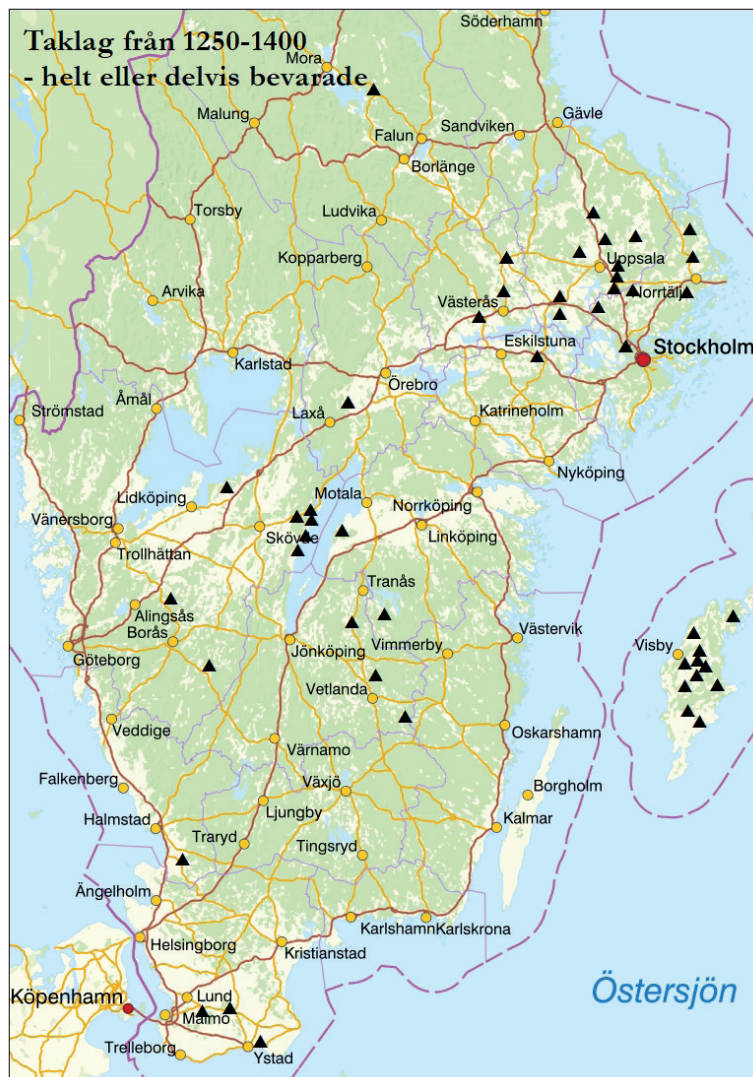 Taklag från 1250-1400
- helt eller delvis bevarade
Söderhamn
Mora
Malung
Falun
Sandviken
Gävle
Borlänge
Torsby
Ludvika
Kopparberg
Uppsala
Arvika
Västerås
Norrtälj
Karlstad
Eskilstuna
Stockholm
Örebro
Åmål
Strömstad
Laxå
Katrineholm
Nyköping
Lidköping
Motala
Norrköping
Vänersborg
Skövde
Linköping
Trollhättan
Tranås
Alingsås
Borås
Göteborg
Jönköping
Vimmerby
Västervik
Visby
Vetlanda
Veddige
Värnamo
Oskarshamn
Falkenberg
Växjö
Borgholm
Halmstad
Ljungby
Kalmar
Traryd
Tingsryd
Ängelholm
Karlshamn
Karlskrona
Helsingborg
Kristianstad
Östersjön
Köpenhamn
Lund
Malmö
Trelleborg
Ystad